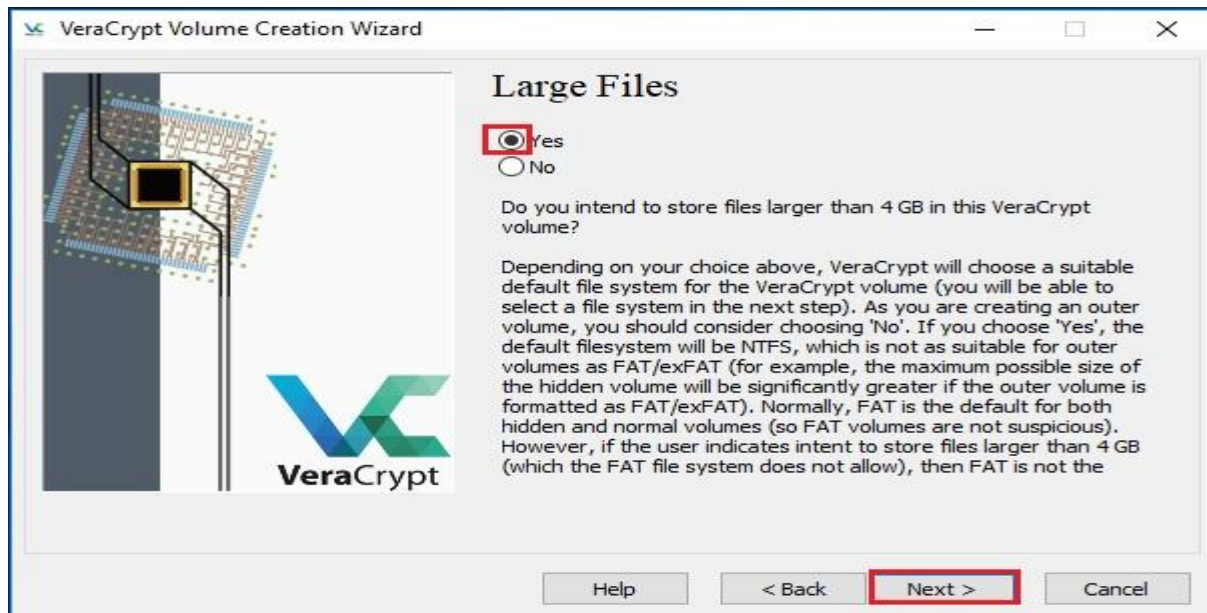 VeraCrypt Volume Creation Wizard
Large Files
Yes
No
Do you intend to store files larger than 4 GB in this VeraCrypt
volume?
Depending on your choice above, VeraCrypt will choose a suitable
default file system for the VeraCrypt volume (you will be able to
select a file system in the next step). As you are creating an outer
volume, you should consider choosing 'No'. If you choose 'Yes', the
default filesystem will be NTFS, which is not as suitable for outer
volumes as FAT/exFAT (for example, the maximum possible size of
the hidden volume will be significantly greater if the outer volume is
formatted as FAT/exFAT). Normally, FAT is the default for both
hidden and normal volumes (so FAT volumes are not suspicious).
However, if the user indicates intent to store files larger than 4 GB
(which the FAT file system does not allow), then FAT is not the
VeraCrypt
Help
< Back
Next >
Cancel